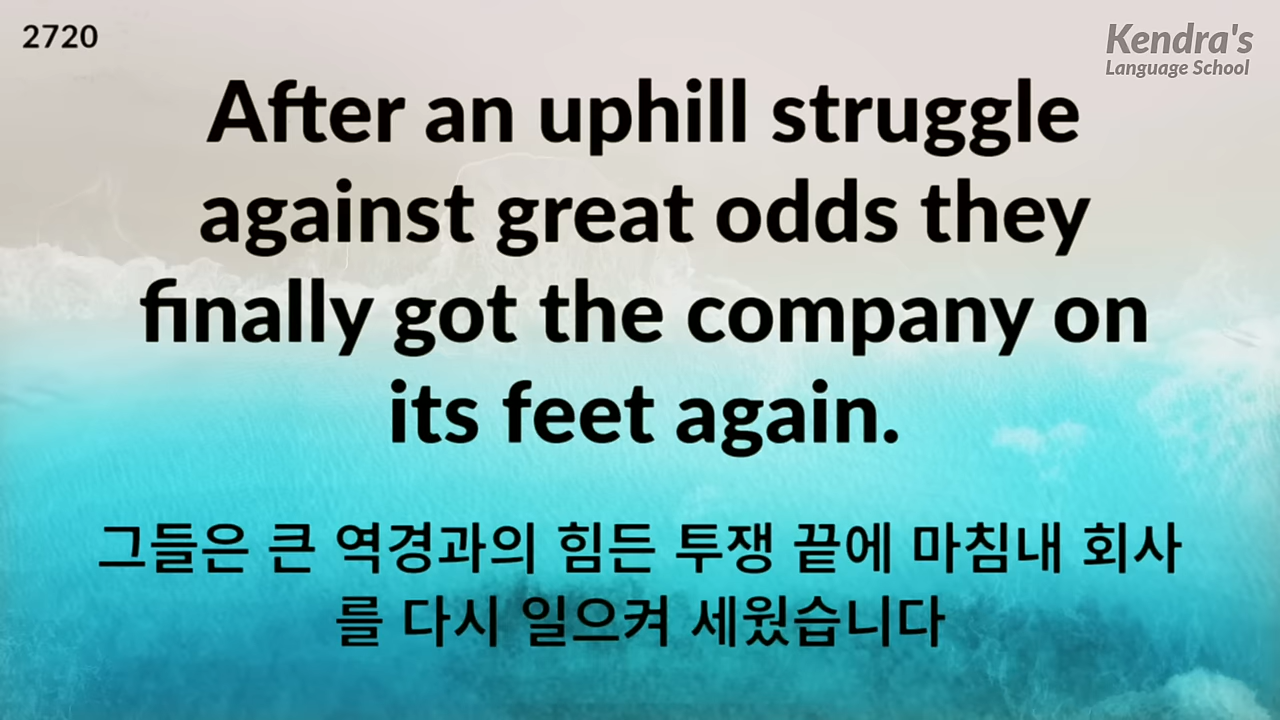 2720
Kendra's
Language School
After an uphill struggle
against great odds they
finally got the company on
its feet again.
그들은 큰 역경과의 힘든 투쟁 끝에 마침내 회사
를 다시 일으켜 세웠습니다